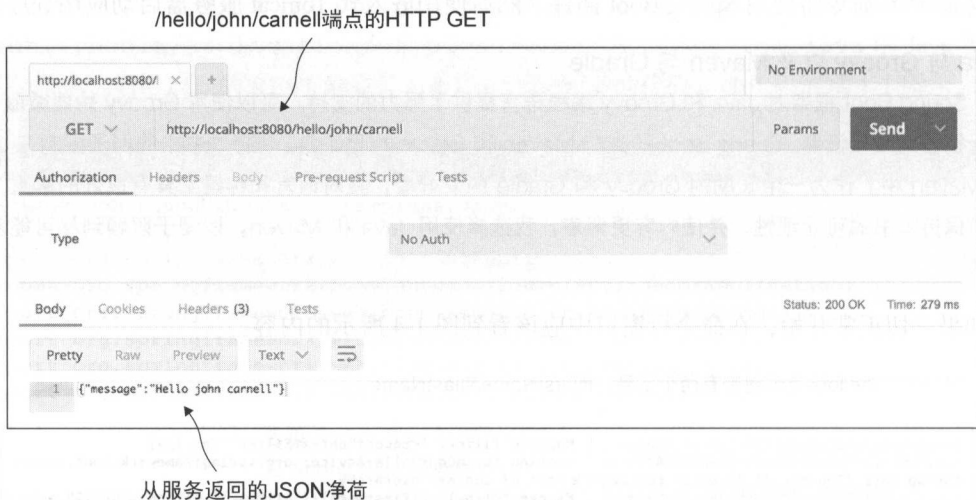 /hello/john/carnell端点的HTTP GET
http://localhost:8080/l × +
No Environment
GET http://localhost:8080/hello/john/carnell Params Send
Authorization Headers Body Pre-request Script Tests
Type No Auth
Body Cookies Headers (3) Tests Status: 200 OK Time: 279 ms
Pretty Raw Preview Text
1 {"message":"Hello john carnell"}
从服务返回的JSON净荷